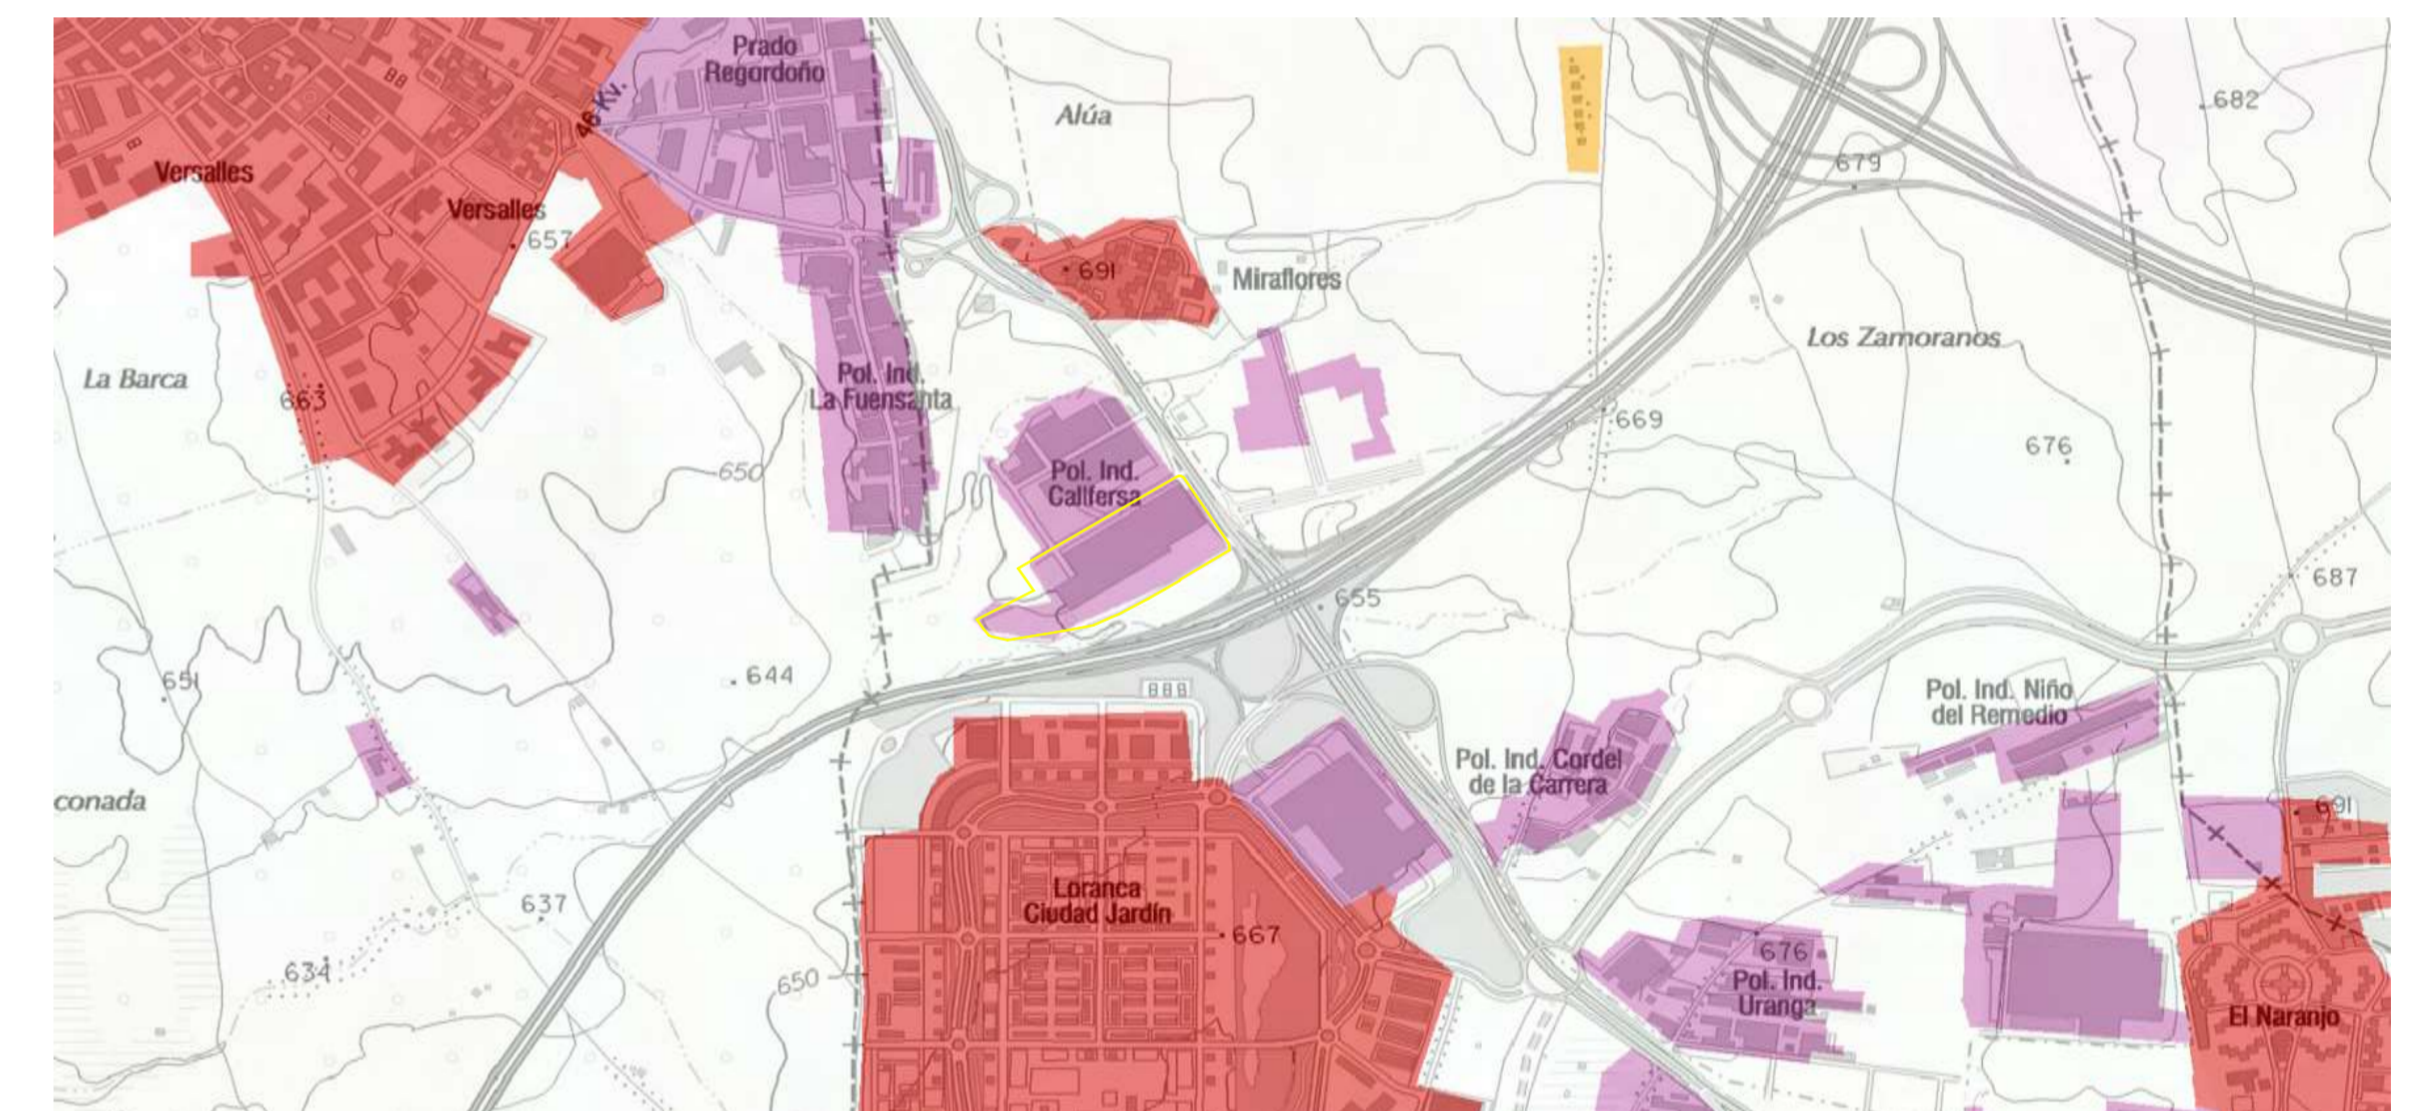 Prado
Regordoño
46 Kv.
Alúa
682
679
Versalles
Versalles
657
691
Miraflores
Los Zamoranos
La Barca
663
Pol. Ind.
La Fuensanta
669
676
650
Pol. Ind.
Callfersa
687
655
651
644
Pol. Ind. Niño
del Remedio
Pol. Ind. Cordel
de la Carrera
conada
691
637
Loranca
Ciudad Jardín
667
634
650
676
Pol. Ind.
Uranga
El Naranjo